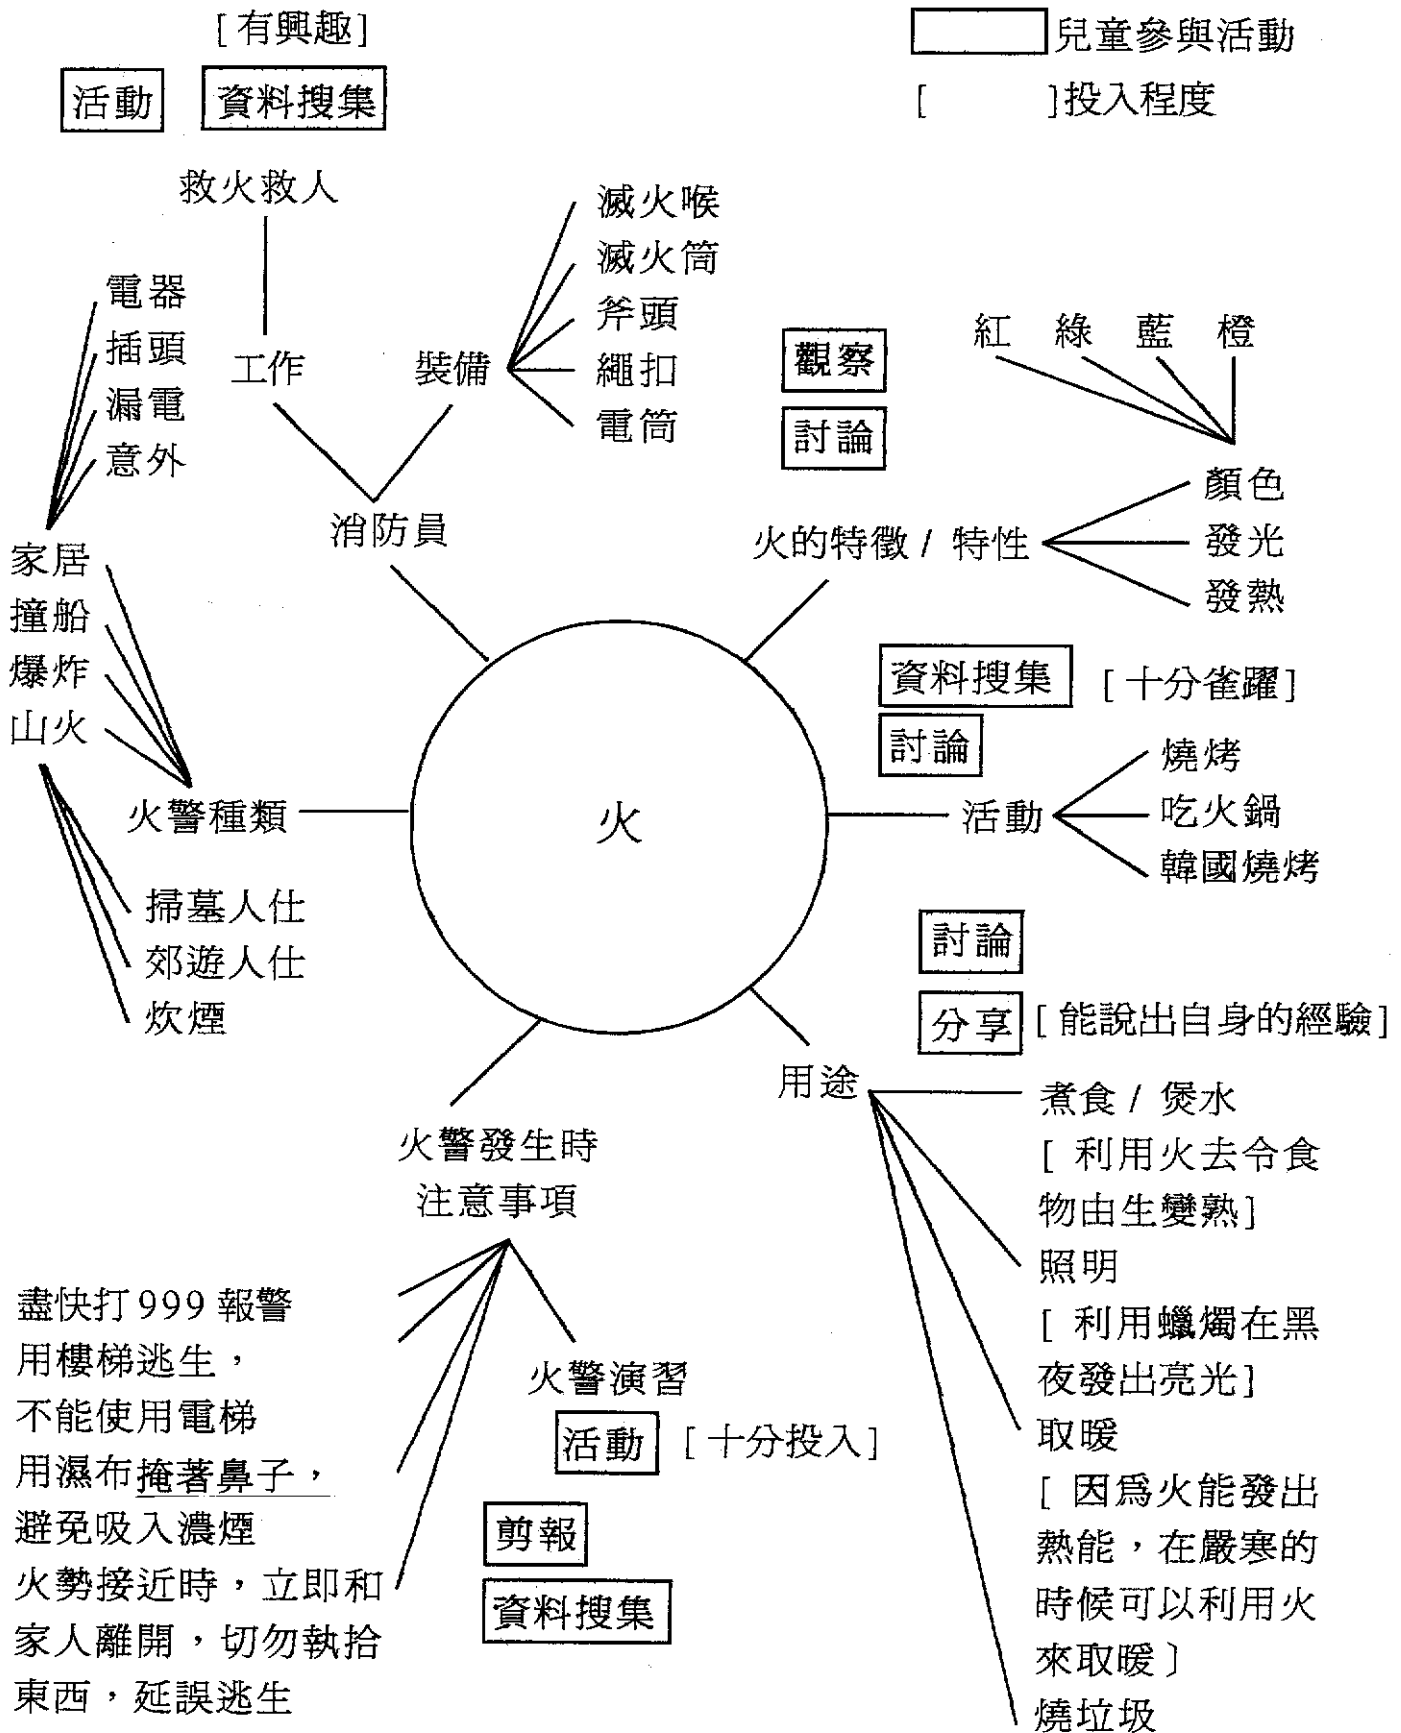 [有興趣]
活動 資料搜集
兒童參與活動
[ ]投入程度
救火救人
滅火喉
滅火筒
斧頭
繩扣
電筒
工作 裝備
消防員
電器
插頭
漏電
意外
家居
撞船
爆炸
山火
火警種類
掃墓人仕
郊遊人仕
炊煙
觀察
討論
紅 綠 藍 橙
顏色
發光
發熱
火的特徵 / 特性
資料搜集 [十分雀躍]
討論
燒烤
吃火鍋
韓國燒烤
活動
火
討論
分享 [能說出自身的經驗]
用途
煮食 / 煲水
[ 利用火去令食
物由生變熟]
照明
[ 利用蠟燭在黑
夜發出亮光]
取暖
[ 因爲火能發出
熱能,在嚴寒的
時候可以利用火
來取暖]
燒垃圾
火警發生時
注意事項
盡快打999報警
用樓梯逃生,
不能使用電梯
用濕布掩著鼻子,
避免吸入濃煙
火勢接近時,立即和
家人離開,切勿執拾
東西,延誤逃生
火警演習
活動 [十分投入]
剪報
資料搜集